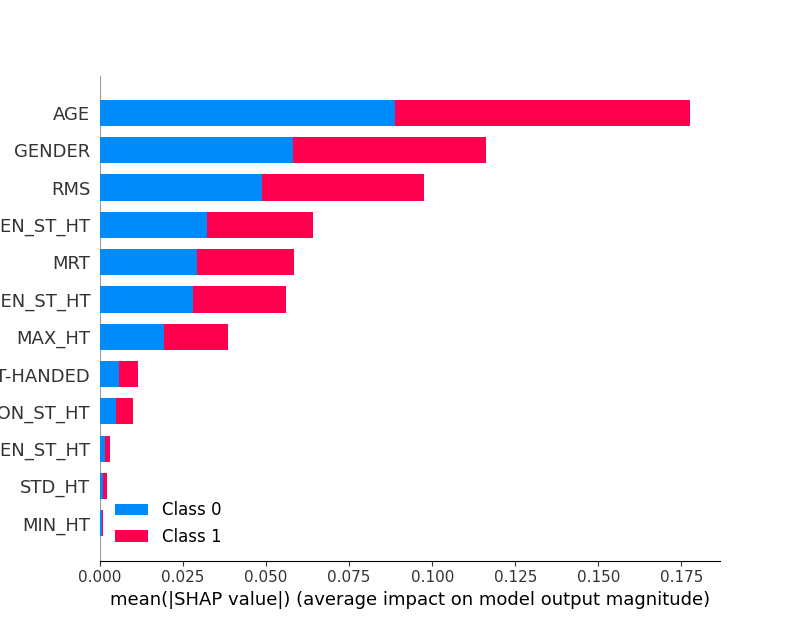 AGE
GENDER
RMS
EN_ST_HT
MRT
EN_ST_HT
MAX_HT
T-HANDED
ON_ST_HT
EN_ST_HT
STD_HT
MIN_HT
Class 0
Class 1
0.000 0.025 0.050 0.075 0.100 0.125 0.150 0.175
mean(|SHAP value|) (average impact on model output magnitude)